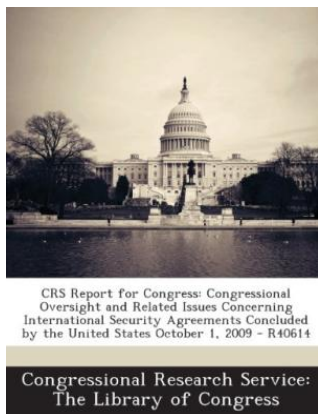 CRS Report for Congress: Congressional
Oversight and Related Issues Concerning
International Security Agreements Concluded
by the United States October 1, 2009 - R40614
Congressional Research Service:
The Library of Congress